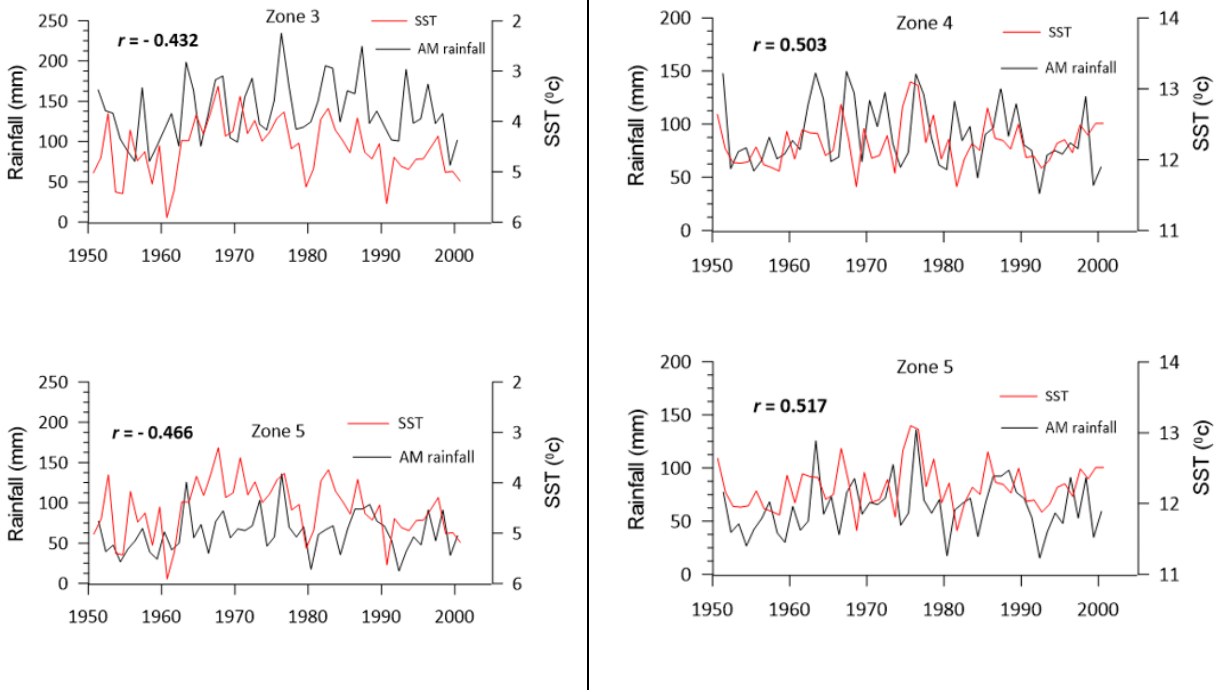 Zone 3
r = - 0.432
SST
AM rainfall
Rainfall (mm)
250
200
150
100
50
0
SST (⁰c)
2
3
4
5
6
1950 1960 1970 1980 1990 2000
Zone 4
r = 0.503
SST
AM rainfall
Rainfall (mm)
200
150
100
50
0
SST (⁰c)
14
13
12
11
1950 1960 1970 1980 1990 2000
Zone 5
r = - 0.466
SST
AM rainfall
Rainfall (mm)
250
200
150
100
50
0
SST (⁰c)
2
3
4
5
6
1950 1960 1970 1980 1990 2000
Zone 5
r = 0.517
SST
AM rainfall
Rainfall (mm)
200
150
100
50
0
SST (⁰c)
14
13
12
11
1950 1960 1970 1980 1990 2000